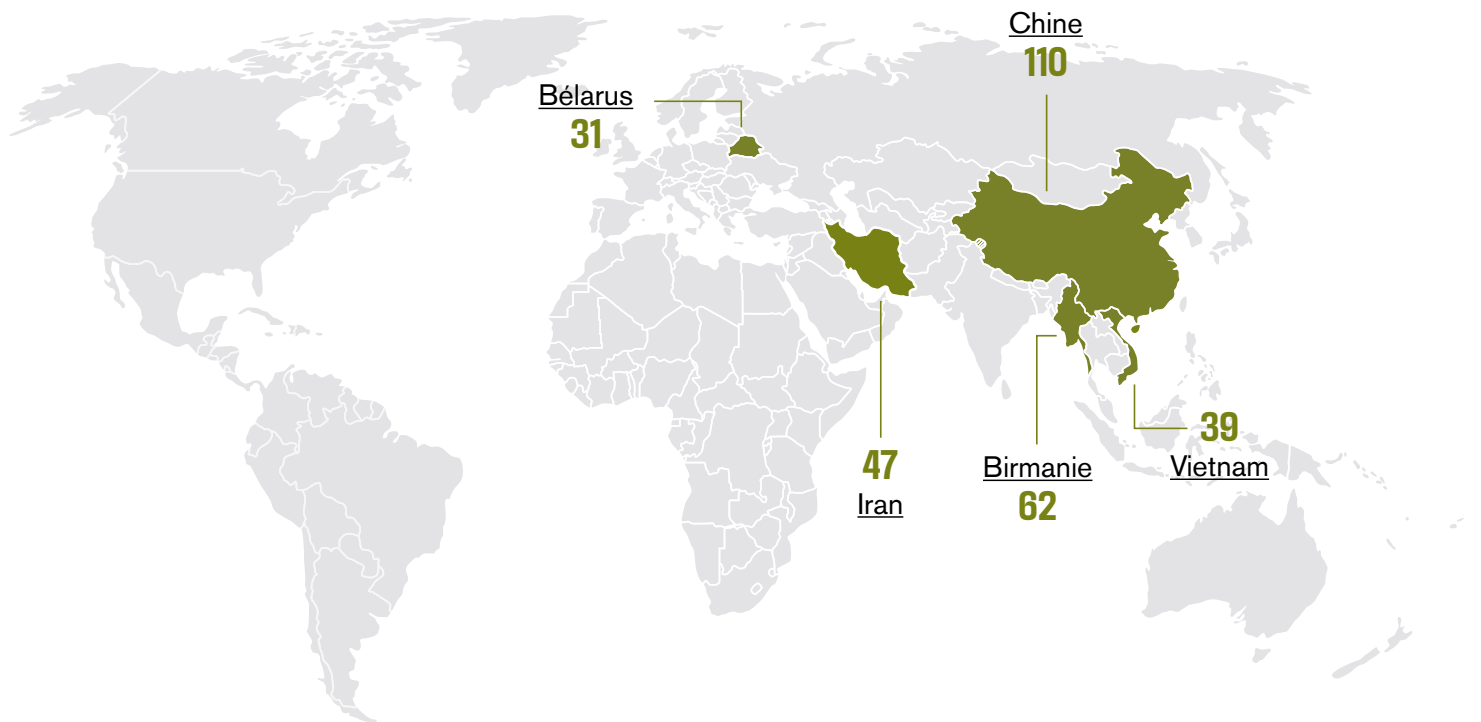 Chine
110
Bélarus
31
47
Iran
Birmanie
62
39
Vietnam